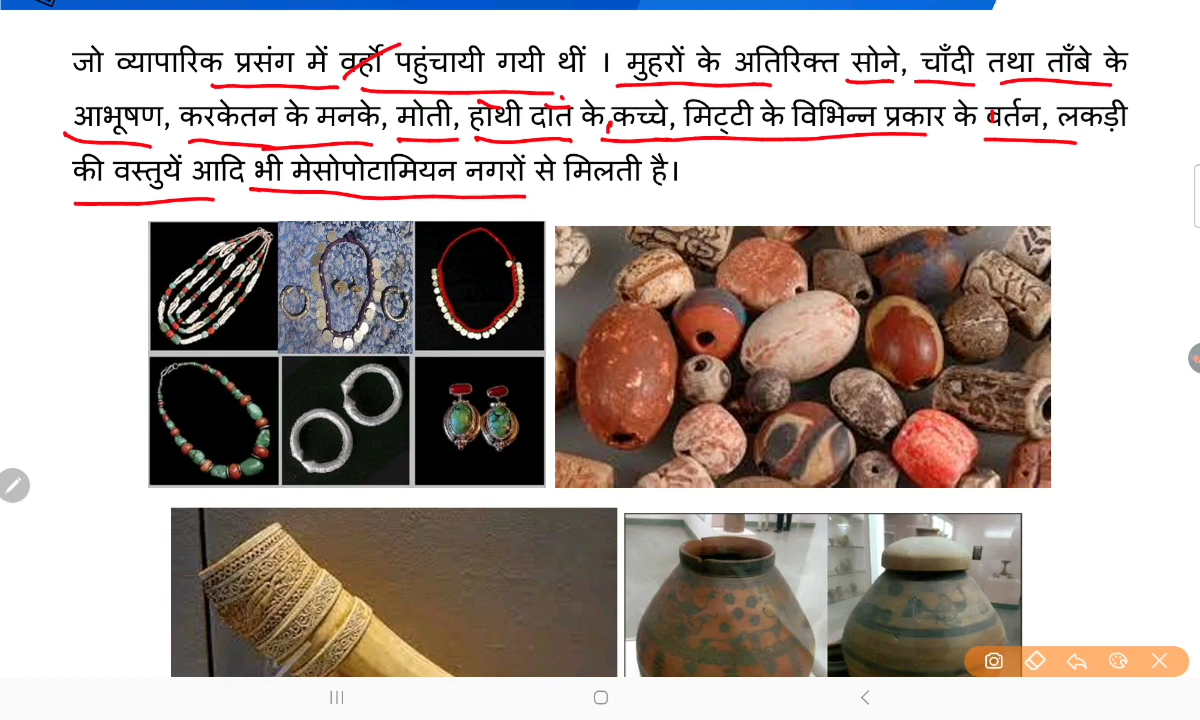 जो व्यापारिक प्रसंग में वहाँ पहुंचायी गयी थीं । मुहरों के अतिरिक्त सोने, चाँदी तथा ताँबे के
आभूषण, करकेतन के मनके, मोती, हाथी दाँत के कच्चे, मिट्टी के विभिन्न प्रकार के बर्तन, लकड़ी
की वस्तुयें आदि भी मेसोपोटामियन नगरों से मिलती है।